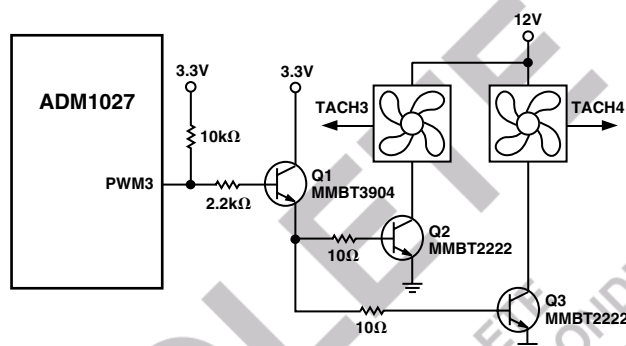 12V
3.3V
3.3V
ADM1027
TACH3
TACH4
10kΩ
PWM3
Q1
MMBT3904
2.2kΩ
Q2
MMBT2222
10Ω
Q3
MMBT2222
10Ω